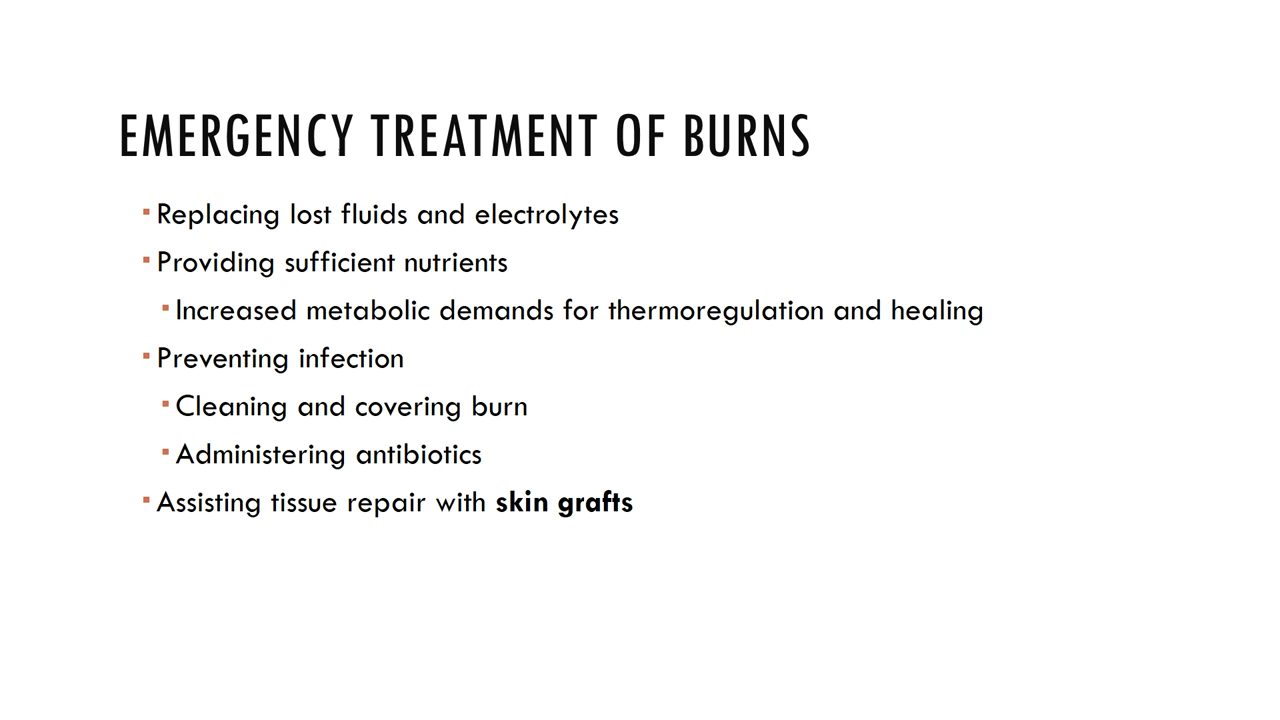 EMERGENCY TREATMENT OF BURNS
▪ Replacing lost fluids and electrolytes
▪ Providing sufficient nutrients
▪ Increased metabolic demands for thermoregulation and healing
▪ Preventing infection
▪ Cleaning and covering burn
▪ Administering antibiotics
▪ Assisting tissue repair with skin grafts